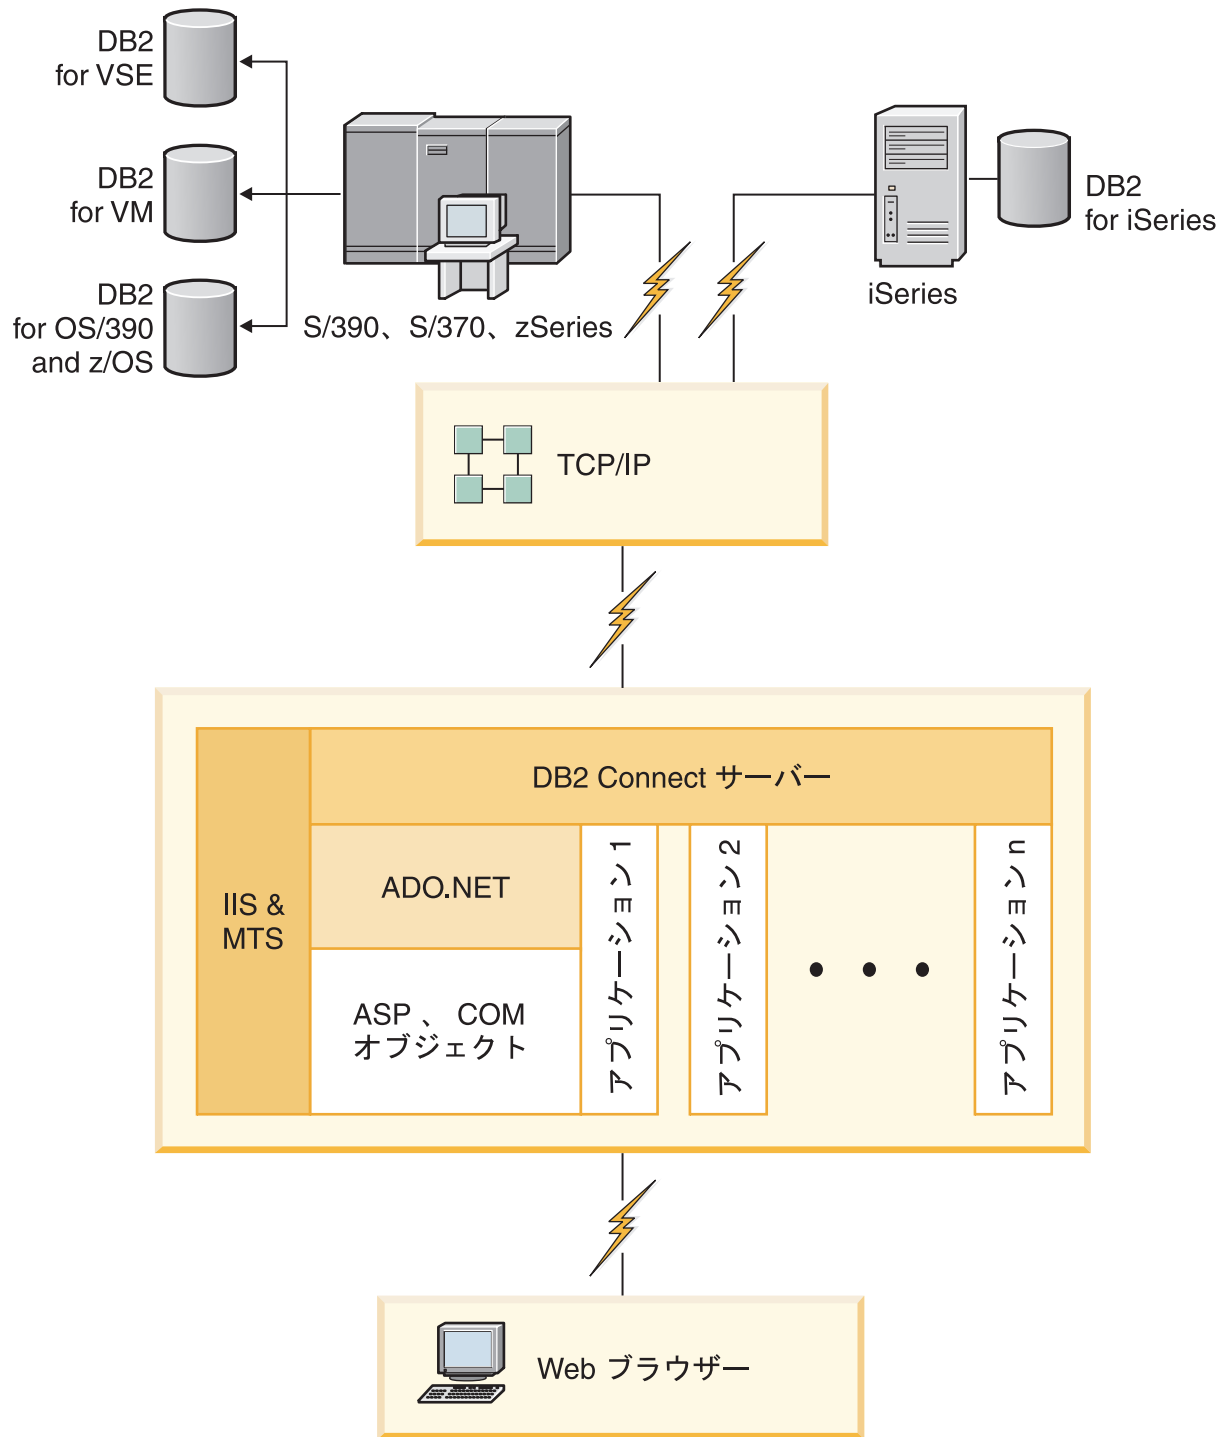 DB2
for VSE
DB2
for VM
DB2
for OS/390
and z/OS
S/390、S/370、zSeries
iSeries
DB2
for iSeries
TCP/IP
DB2 Connect サーバー
IIS &
MTS
ADO.NET
ASP 、 COM
オブジェクト
アプリケーション 1
アプリケーション 2
アプリケーション n
Web ブラウザー